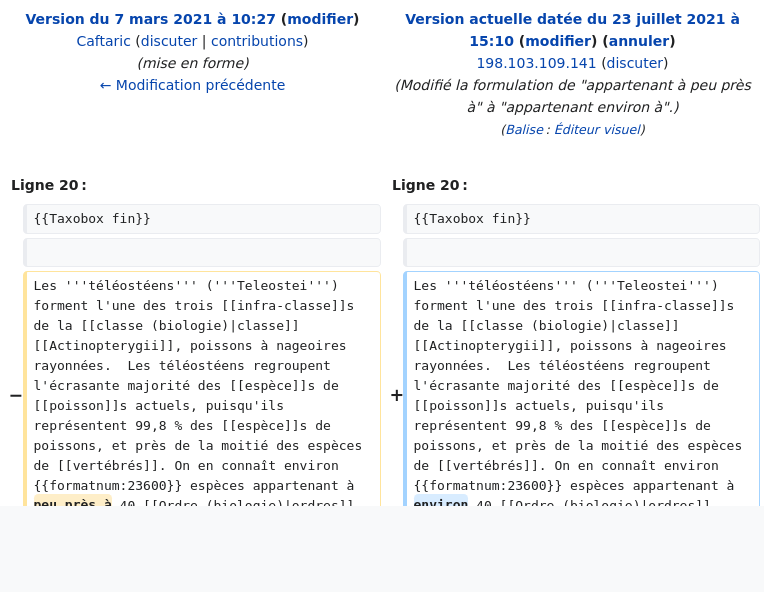 Version du 7 mars 2021 à 10:27 (modifier)
Caftaric (discuter | contributions)
(mise en forme)
← Modification précédente
Version actuelle datée du 23 juillet 2021 à
15:10 (modifier) (annuler)
198.103.109.141 (discuter)
(Modifié la formulation de "appartenant à peu près
à" à "appartenant environ à".)
(Balise : Éditeur visuel)
Ligne 20 :
{{Taxobox fin}}
Les '''téléostéens''' ('''Teleostei''')
forment l'une des trois [[infra-classe]]s
de la [[classe (biologie)|classe]]
[[Actinopterygii]], poissons à nageoires
rayonnées.  Les téléostéens regroupent
− l'écrasante majorité des [[espèce]]s de
[[poisson]]s actuels, puisqu'ils
représentent 99,8 % des [[espèce]]s de
poissons, et près de la moitié des espèces
de [[vertébrés]]. On en connaît environ
{{formatnum:23600}} espèces appartenant à
peu près à 40 [[Ordre (biologie)|ordres]]
Ligne 20 :
{{Taxobox fin}}
Les '''téléostéens''' ('''Teleostei''')
forment l'une des trois [[infra-classe]]s
de la [[classe (biologie)|classe]]
[[Actinopterygii]], poissons à nageoires
rayonnées.  Les téléostéens regroupent
+ l'écrasante majorité des [[espèce]]s de
[[poisson]]s actuels, puisqu'ils
représentent 99,8 % des [[espèce]]s de
poissons, et près de la moitié des espèces
de [[vertébrés]]. On en connaît environ
{{formatnum:23600}} espèces appartenant à
environ 40 [[Ordre (biologie)|ordres]]